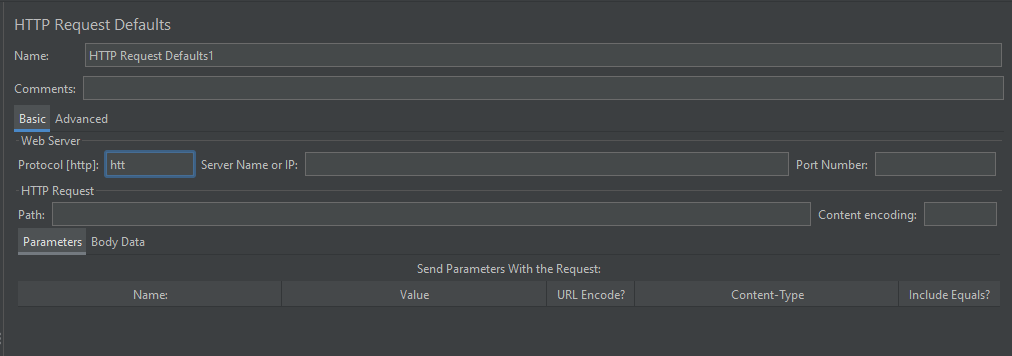 HTTP Request Defaults
Name: HTTP Request Defaults1
Comments:
Basic Advanced
Web Server
Protocol [http]: htt Server Name or IP: Port Number:
HTTP Request
Path: Content encoding:
Parameters Body Data
Send Parameters With the Request:
Name: Value URL Encode? Content-Type Include Equals?